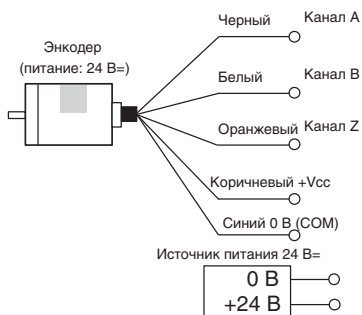 Черный Канал A
Энкодер
(питание: 24 В=)
Белый Канал B
Оранжевый Канал Z
Коричневый +Vcc
Синий 0 В (COM)
Источник питания 24 В=
0 В
+24 В